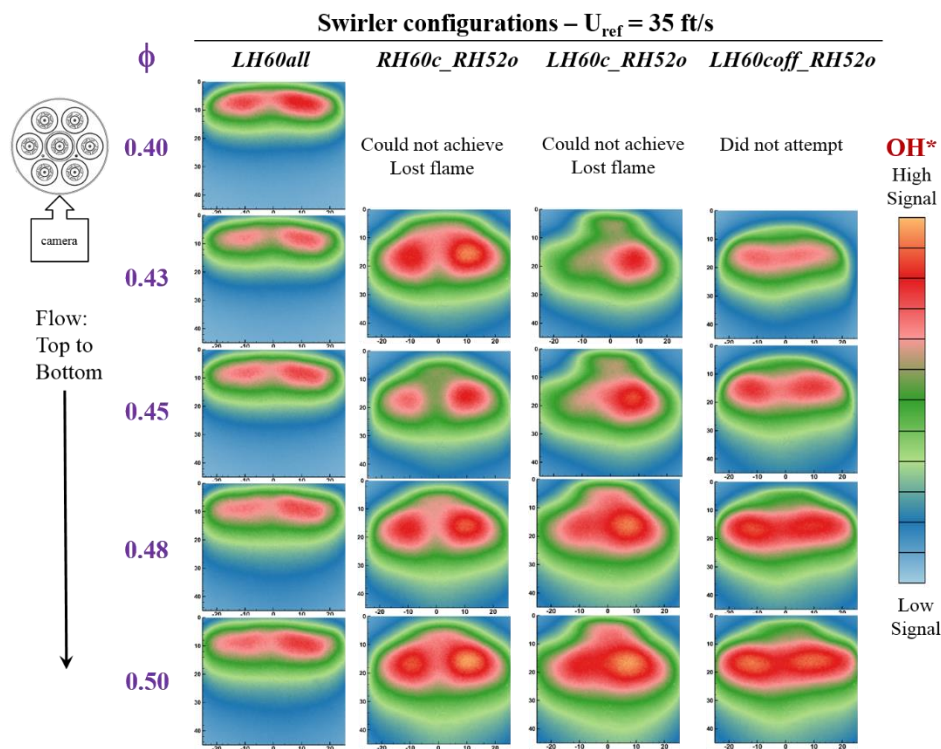 Swirler configurations – U_ref = 35 ft/s
ϕ
LH60all
RH60c_RH52o
LH60c_RH52o
LH60coff_RH52o
0.40
Could not achieve
Lost flame
Could not achieve
Lost flame
Did not attempt
OH*
High
Signal
camera
0.43
Flow:
Top to
Bottom
0.45
0.48
Low
Signal
0.50